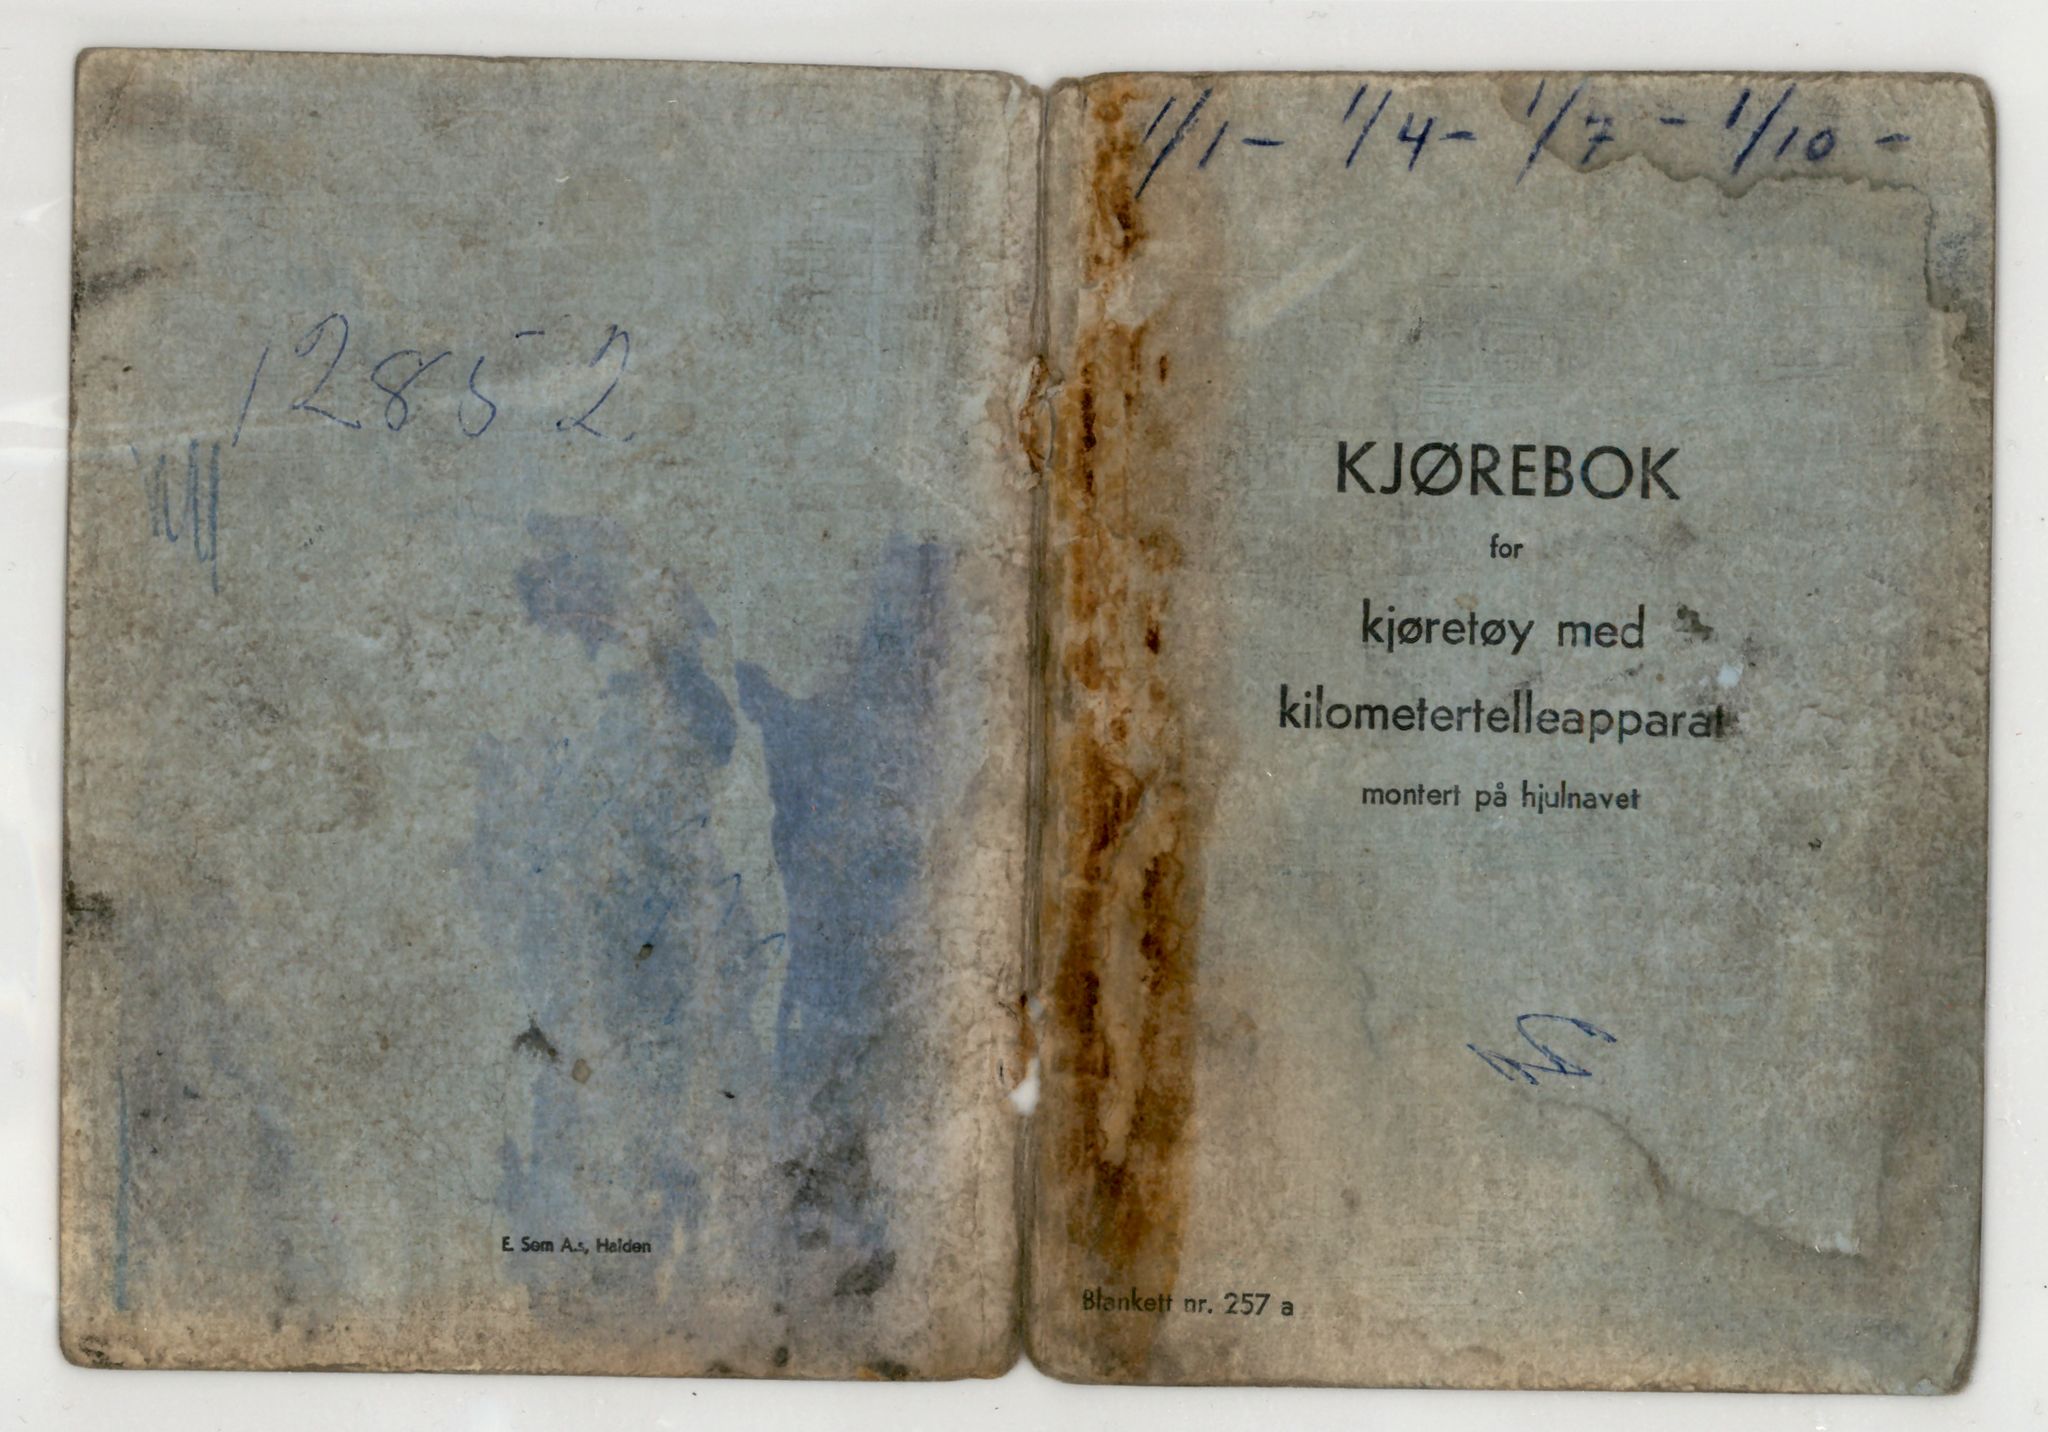 12852
E. Sem A.s, Halden
1/1 - 1/4 - 1/7 - 1/10 -
KJØREBOK
for
kjøretøy med
kilometertelleapparat
montert på hjulnavet
Blankett nr. 257 a